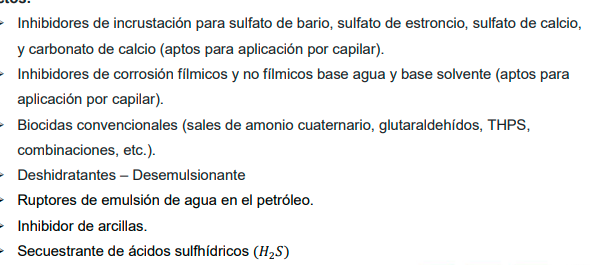 Inhibidores de incrustación para sulfato de bario, sulfato de estroncio, sulfato de calcio,
y carbonato de calcio (aptos para aplicación por capilar).
Inhibidores de corrosión fílmicos y no fílmicos base agua y base solvente (aptos para
aplicación por capilar).
Biocidas convencionales (sales de amonio cuaternario, glutaraldehídos, THPS,
combinaciones, etc.).
Deshidratantes – Desemulsionante
Ruptores de emulsión de agua en el petróleo.
Inhibidor de arcillas.
Secuestrante de ácidos sulfhídricos (H₂S)